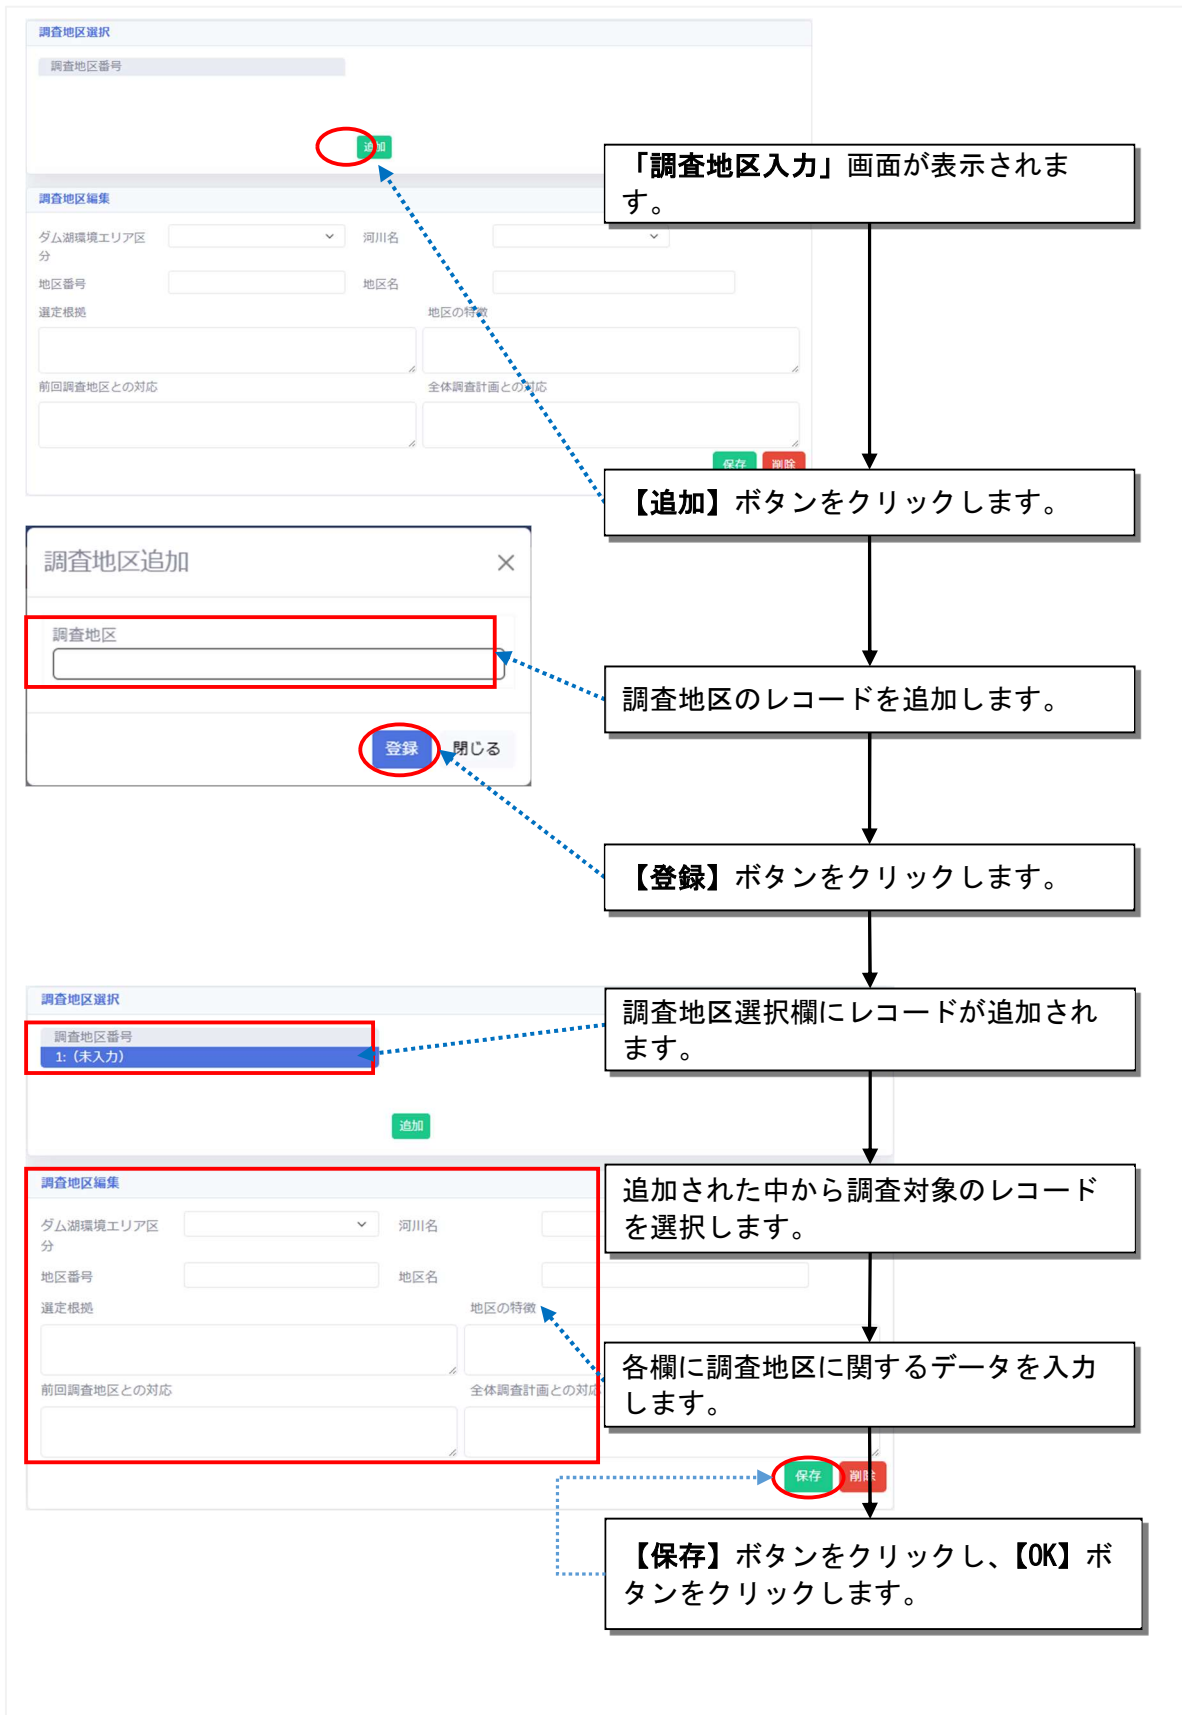 調査地区選択
調査地区番号
追加
「調査地区入力」画面が表示されま
す。
調査地区編集
ダム湖環境エリア区
分
河川名
地区番号
地区名
選定根拠
地区の特徴
前回調査地区との対応
全体調査計画との対応
保存
削除
【追加】ボタンをクリックします。
調査地区追加
×
調査地区
調査地区のレコードを追加します。
登録
閉じる
【登録】ボタンをクリックします。
調査地区選択
調査地区番号
1:（未入力）
追加
調査地区選択欄にレコードが追加され
ます。
調査地区編集
ダム湖環境エリア区
分
河川名
地区番号
地区名
選定根拠
地区の特徴
前回調査地区との対応
全体調査計画との対応
追加された中から調査対象のレコード
を選択します。
各欄に調査地区に関するデータを入力
します。
保存
削除
【保存】ボタンをクリックし、【OK】ボ
タンをクリックします。